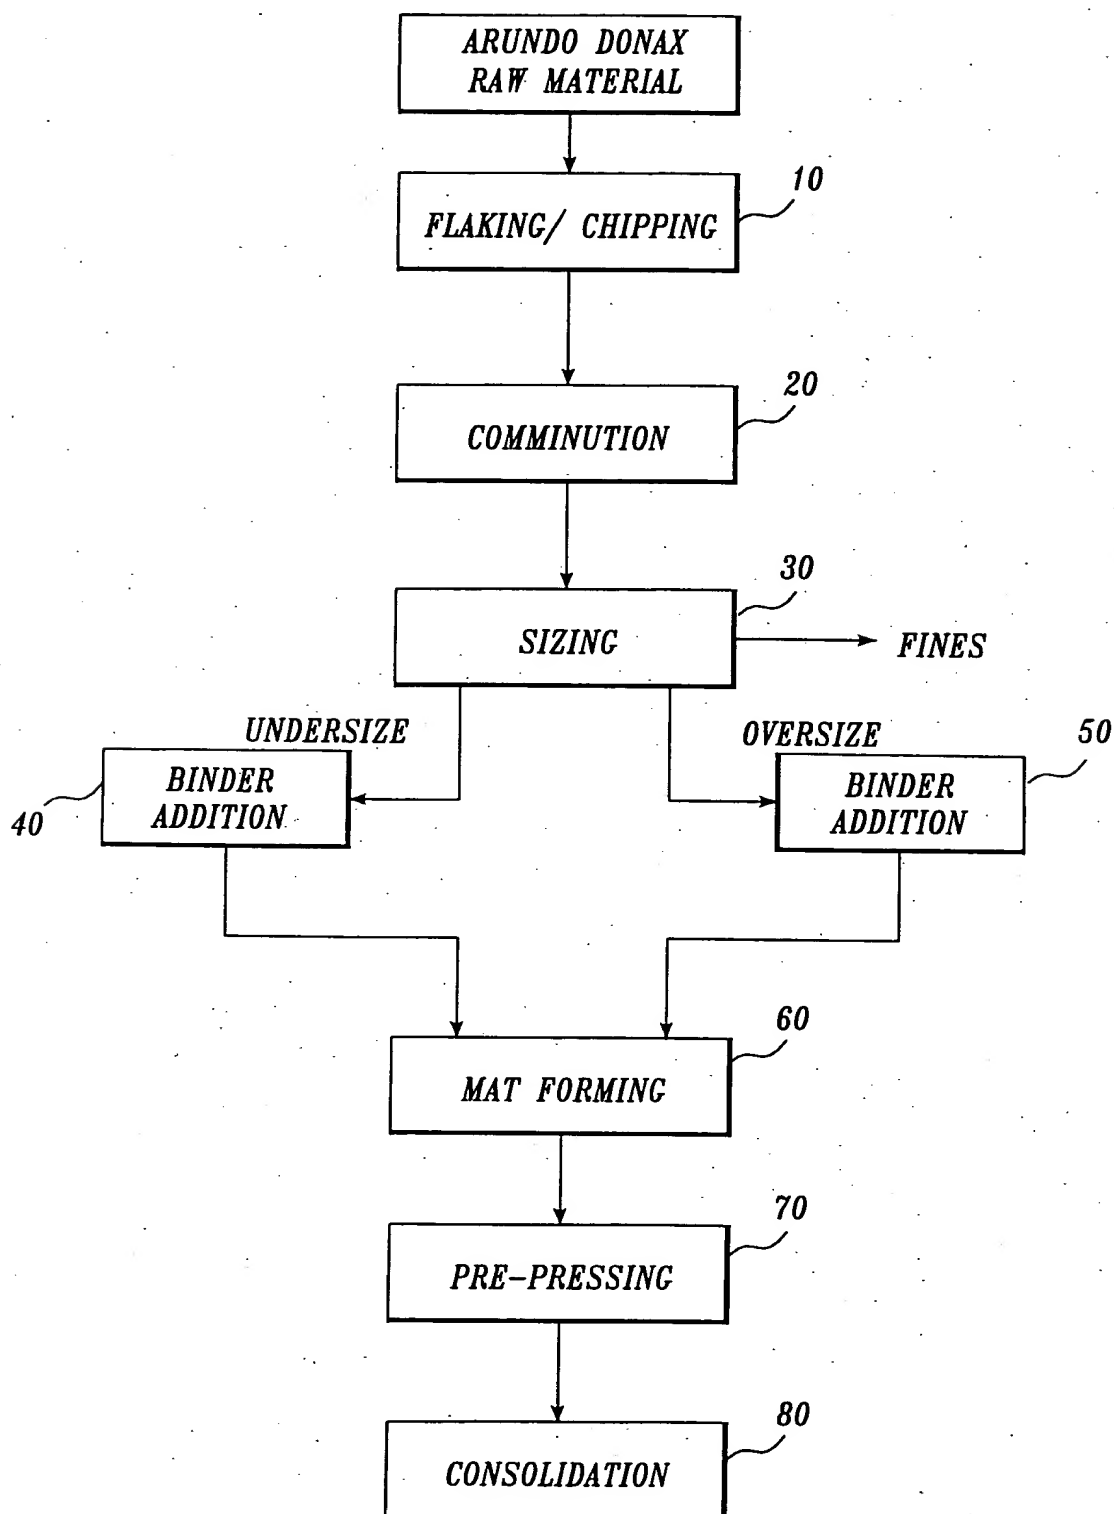 ARUNDO DONAX
RAW MATERIAL
10
FLAKING/ CHIPPING
20
COMMINUTION
30
SIZING
FINES
UNDERSIZE
OVERSIZE
50
BINDER
ADDITION
40
BINDER
ADDITION
60
MAT FORMING
70
PRE-PRESSING
80
CONSOLIDATION